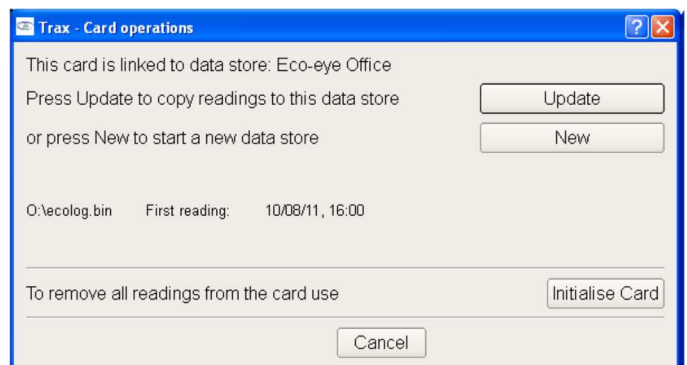 Trax - Card operations
This card is linked to data store: Eco-eye Office
Press Update to copy readings to this data store
Update
or press New to start a new data store
New
O:\ecolog.bin First reading: 10/08/11, 16:00
To remove all readings from the card use
Initialise Card
Cancel